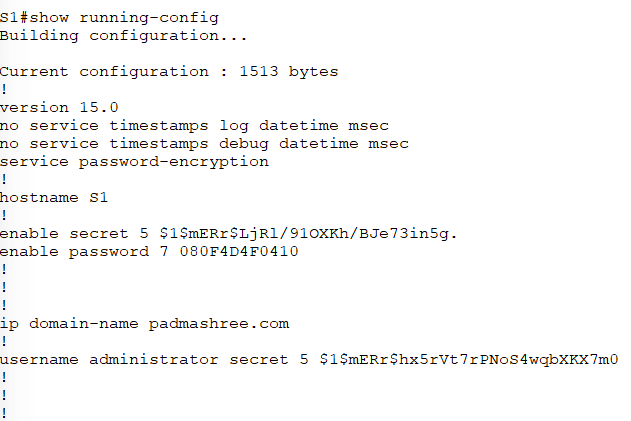 S1#show running-config
Building configuration...
Current configuration : 1513 bytes
!
version 15.0
no service timestamps log datetime msec
no service timestamps debug datetime msec
service password-encryption
!
hostname S1
!
enable secret 5 $1$mERr$LjRl/91OXKh/BJe73in5g.
enable password 7 080F4D4F0410
!
!
!
ip domain-name padmashree.com
!
username administrator secret 5 $1$mERr$hx5rVt7rPNoS4wqbXKX7m0
!
!
!